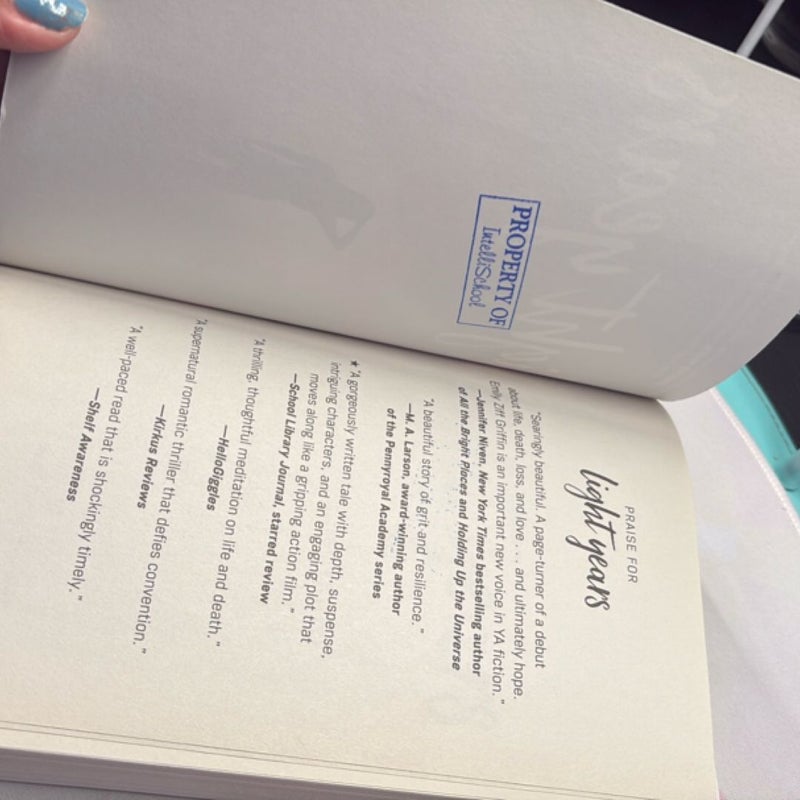 PROPERTY OF
IntelliSchool
PRAISE FOR
light years
"Searingly beautiful. A page-turner of a debut
about life, death, loss, and love . . . and ultimately hope.
Emily Ziff Griffin is an important new voice in YA fiction."
—Jennifer Niven, New York Times bestselling author
of All the Bright Places and Holding Up the Universe
"A beautiful story of grit and resilience."
—M. A. Larson, award-winning author
of the Pennyroyal Academy series
★ "A gorgeously written tale with depth, suspense,
intriguing characters, and an engaging plot that
moves along like a gripping action film."
—School Library Journal, starred review
"A thrilling, thoughtful meditation on life and death."
—HelloGiggles
"A supernatural romantic thriller that defies convention."
—Kirkus Reviews
"A well-paced read that is shockingly timely."
—Shelf Awareness